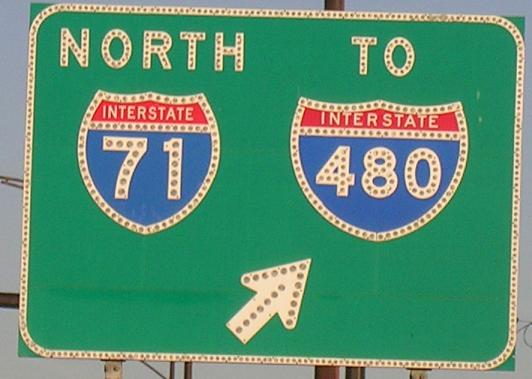 NORTH TO
INTERSTATE INTERSTATE
71 480